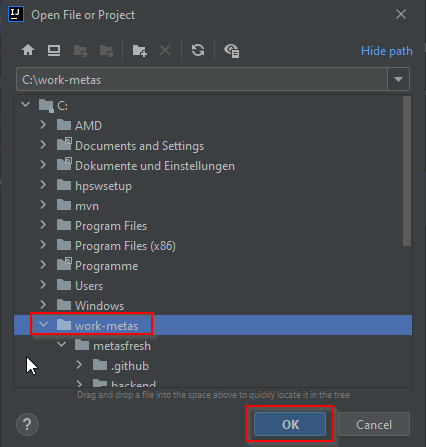 IJ Open File or Project
Hide path
C:\work-metas
C:
AMD
Documents and Settings
Dokumente und Einstellungen
hpswsetup
mvn
Program Files
Program Files (x86)
Programme
Users
Windows
work-metas
metasfresh
.github
backend
Drag and drop a file into the space above to quickly locate it in the tree
? OK Cancel